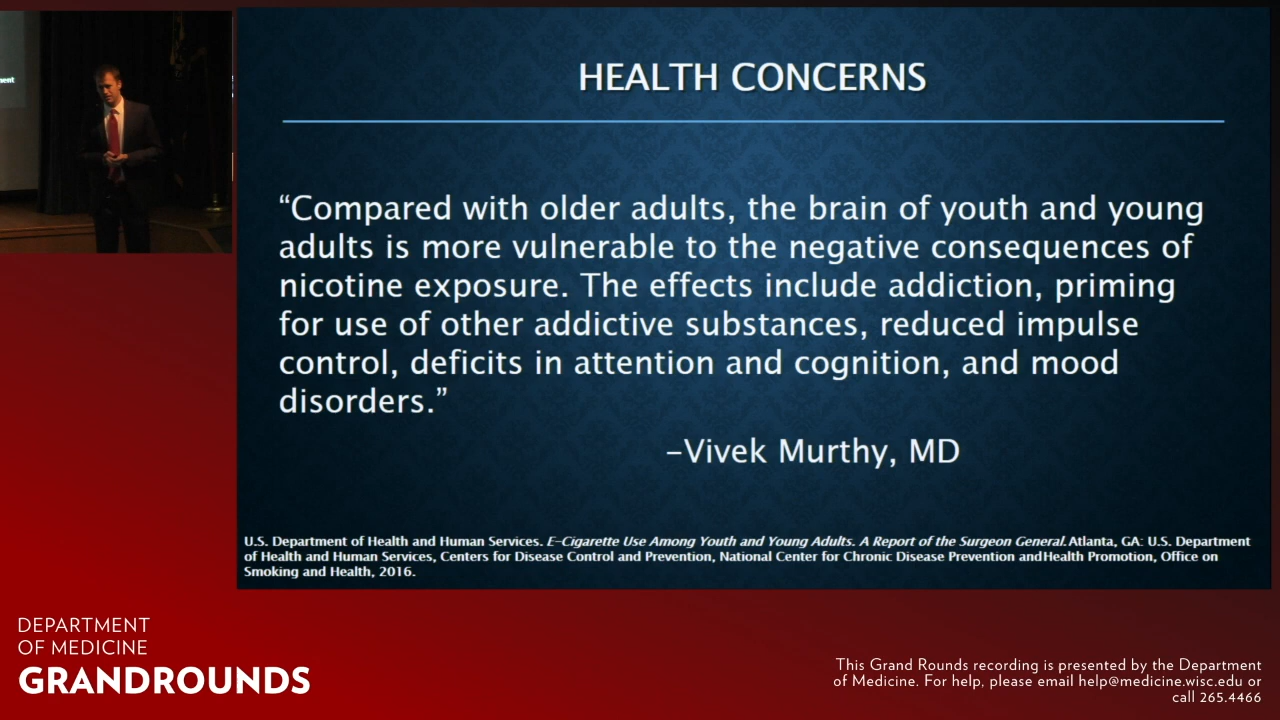 HEALTH CONCERNS
“Compared with older adults, the brain of youth and young
adults is more vulnerable to the negative consequences of
nicotine exposure. The effects include addiction, priming
for use of other addictive substances, reduced impulse
control, deficits in attention and cognition, and mood
disorders.”
–Vivek Murthy, MD
U.S. Department of Health and Human Services. E-Cigarette Use Among Youth and Young Adults. A Report of the Surgeon General. Atlanta, GA: U.S. Department
of Health and Human Services, Centers for Disease Control and Prevention, National Center for Chronic Disease Prevention andHealth Promotion, Office on
Smoking and Health, 2016.
DEPARTMENT
OF MEDICINE
GRANDROUNDS
This Grand Rounds recording is presented by the Department
of Medicine. For help, please email help@medicine.wisc.edu or
call 265.4466